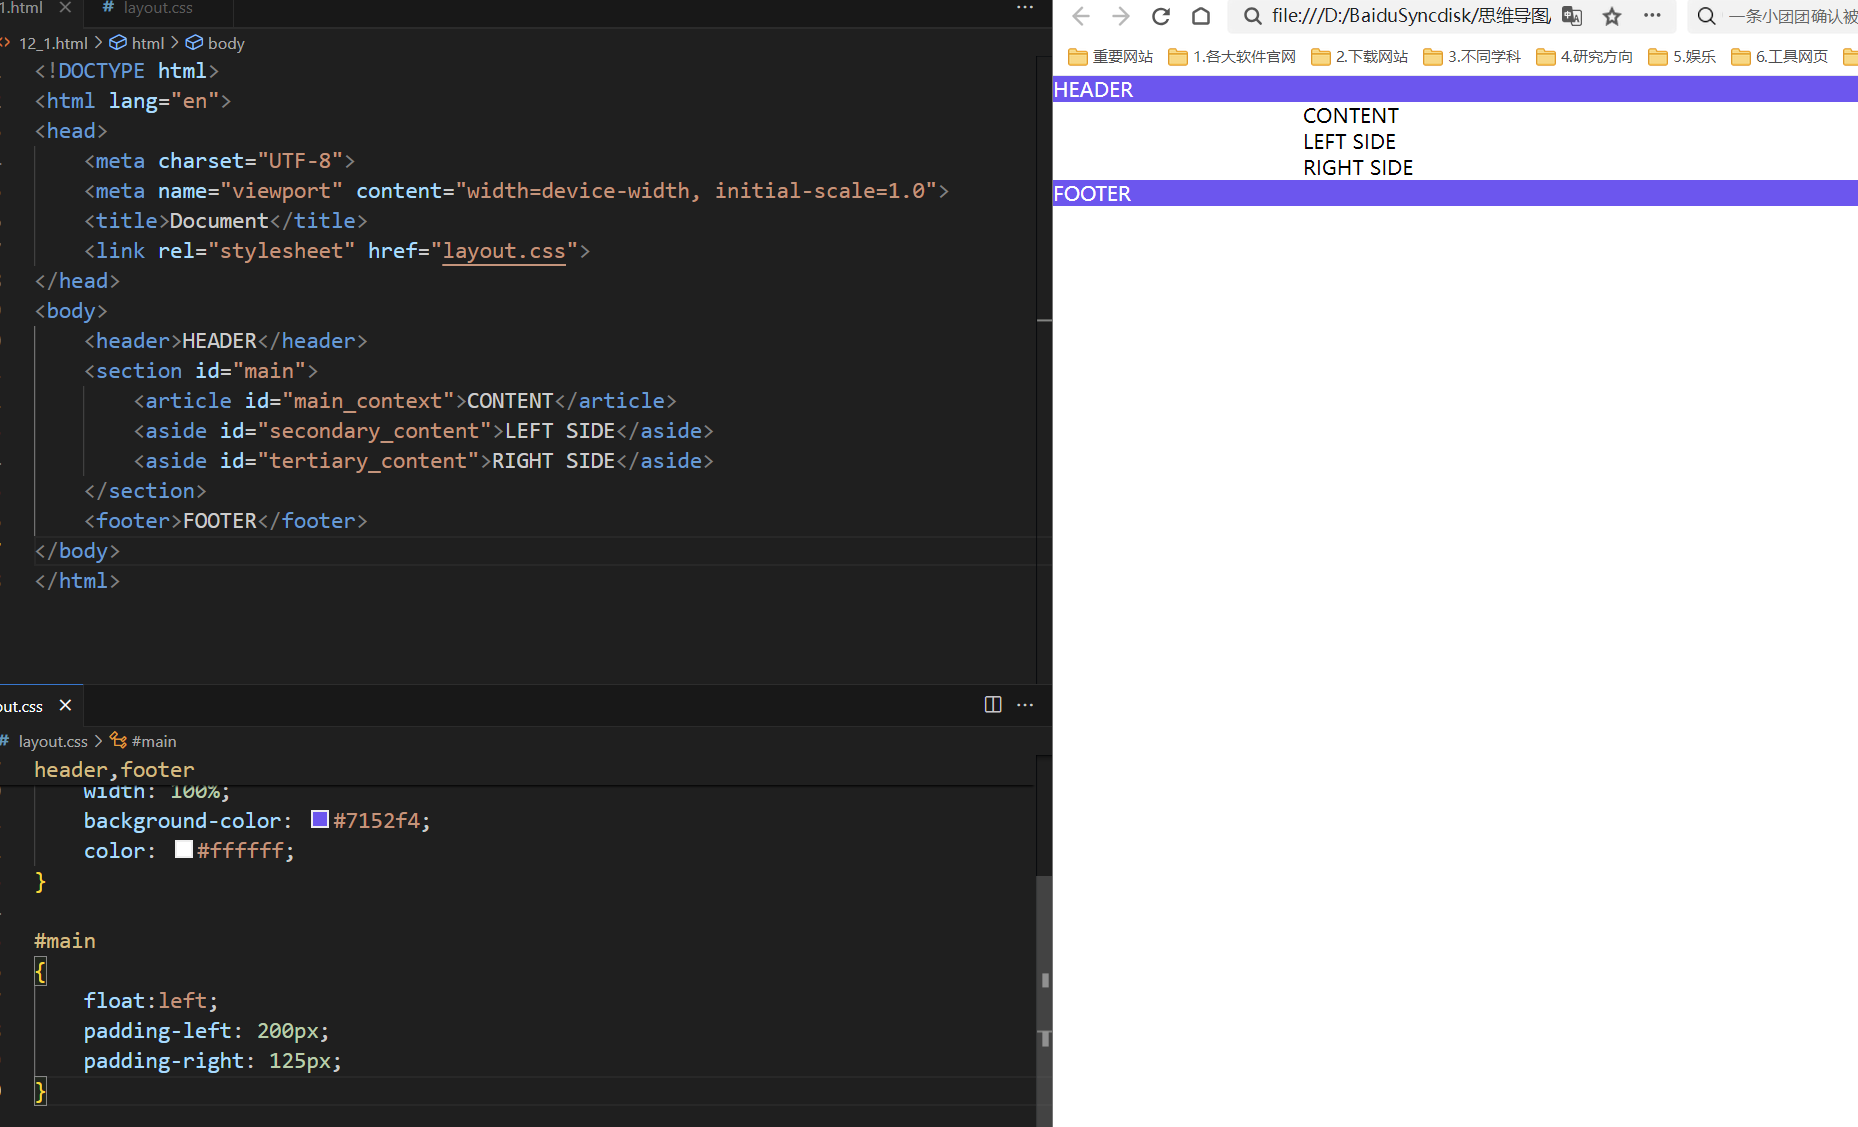 1.html
# layout.css
12_1.html > html > body
<!DOCTYPE html>
<html lang="en">
<head>
<meta charset="UTF-8">
<meta name="viewport" content="width=device-width, initial-scale=1.0">
<title>Document</title>
<link rel="stylesheet" href="layout.css">
</head>
<body>
<header>HEADER</header>
<section id="main">
<article id="main_context">CONTENT</article>
<aside id="secondary_content">LEFT SIDE</aside>
<aside id="tertiary_content">RIGHT SIDE</aside>
</section>
<footer>FOOTER</footer>
</body>
</html>
out.css
# layout.css > #main
header,footer
width: 100%;
background-color: #7152f4;
color: #ffffff;
}
#main
{
float:left;
padding-left: 200px;
padding-right: 125px;
}
file:///D:/BaiduSyncdisk/思维导图/
一条小团团确认被
重要网站 1.各大软件官网 2.下载网站 3.不同学科 4.研究方向 5.娱乐 6.工具网页
HEADER
CONTENT
LEFT SIDE
RIGHT SIDE
FOOTER